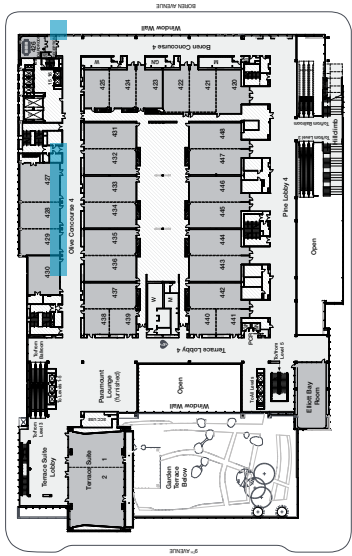 BOREN AVENUE
Window Wall
Boren Concourse 4
W
GN
M
425
424
423
422
421
420
431
448
432
447
427
433
446
428
434
445
429
435
444
430
436
443
437
442
438
439
440
441
Olive Concourse 4
Pine Lobby 4
Hillclimb
Open
W
M
Terrace Lobby 4
Paramount
Lounge
(furnished)
Open
Window Wall
Elliott Bay
Room
Terrace Suite
Lobby
Terrace Suite
1
2
Garden
Terrace
Below
9TH AVENUE